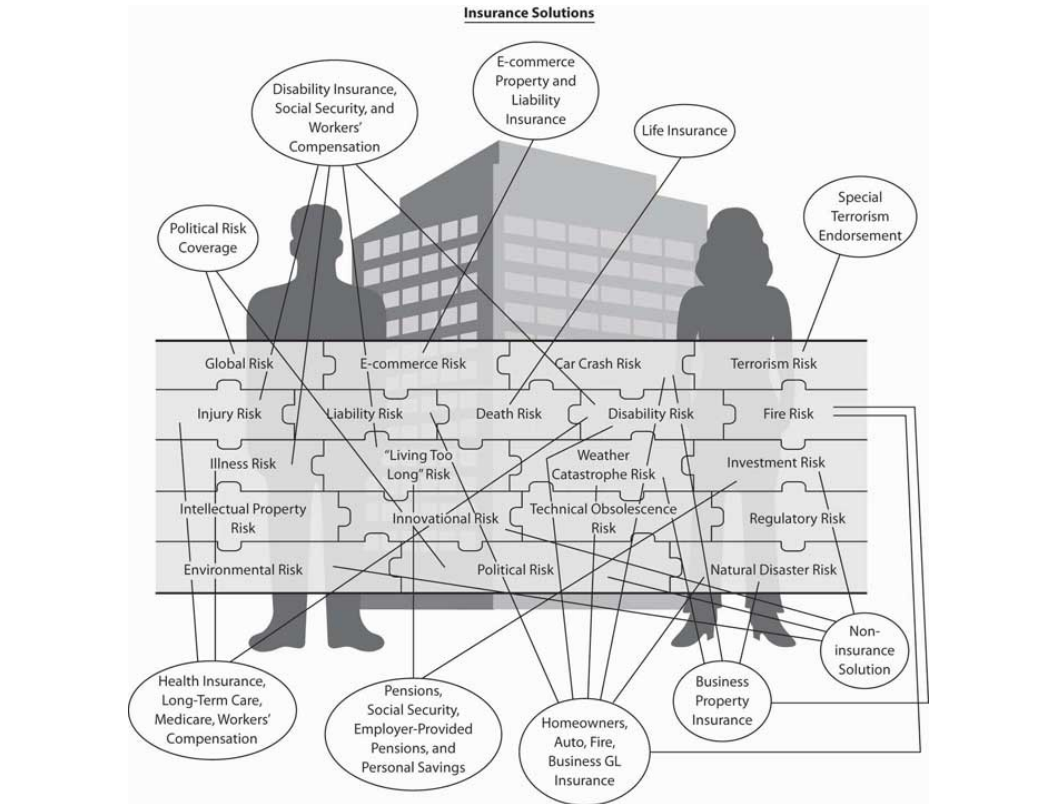 Insurance Solutions
E-commerce
Property and
Liability
Insurance
Disability Insurance,
Social Security, and
Workers'
Compensation
Life Insurance
Special
Terrorism
Endorsement
Political Risk
Coverage
Global Risk
E-commerce Risk
Car Crash Risk
Terrorism Risk
Injury Risk
Liability Risk
Death Risk
Disability Risk
Fire Risk
Illness Risk
"Living Too
Long" Risk
Weather
Catastrophe Risk
Investment Risk
Intellectual Property
Risk
Innovational Risk
Technical Obsolescence
Risk
Regulatory Risk
Environmental Risk
Political Risk
Natural Disaster Risk
Non-
insurance
Solution
Health Insurance,
Long-Term Care,
Medicare, Workers'
Compensation
Pensions,
Social Security,
Employer-Provided
Pensions, and
Personal Savings
Homeowners,
Auto, Fire,
Business GL
Insurance
Business
Property
Insurance